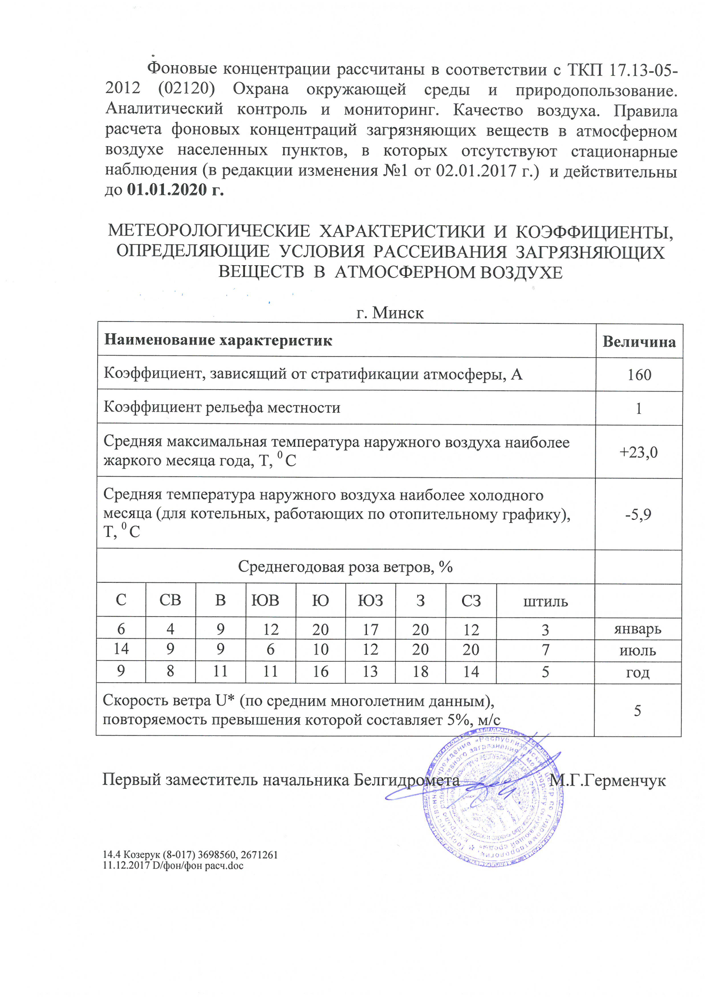 Фоновые концентрации рассчитаны в соответствии с ТКП 17.13-05-
2012 (02120) Охрана окружающей среды и природопользование.
Аналитический контроль и мониторинг. Качество воздуха. Правила
расчета фоновых концентраций загрязняющих веществ в атмосферном
воздухе населенных пунктов, в которых отсутствуют стационарные
наблюдения (в редакции изменения №1 от 02.01.2017 г.) и действительны
до 01.01.2020 г.
МЕТЕОРОЛОГИЧЕСКИЕ ХАРАКТЕРИСТИКИ И КОЭФФИЦИЕНТЫ,
ОПРЕДЕЛЯЮЩИЕ УСЛОВИЯ РАССЕИВАНИЯ ЗАГРЯЗНЯЮЩИХ
ВЕЩЕСТВ В АТМОСФЕРНОМ ВОЗДУХЕ
г. Минск
Наименование характеристик Величина
Коэффициент, зависящий от стратификации атмосферы, А 160
Коэффициент рельефа местности 1
Средняя максимальная температура наружного воздуха наиболее
жаркого месяца года, Т, ⁰ С +23,0
Средняя температура наружного воздуха наиболее холодного
месяца (для котельных, работающих по отопительному графику),
Т, ⁰ С -5,9
Среднегодовая роза ветров, %
С СВ В ЮВ Ю ЮЗ З СЗ штиль
6 4 9 12 20 17 20 12 3 январь
14 9 9 6 10 12 20 20 7 июль
9 8 11 11 16 13 18 14 5 год
Скорость ветра U* (по средним многолетним данным),
повторяемость превышения которой составляет 5%, м/с 5
Первый заместитель начальника Белгидромета М.Г.Герменчук
14.4 Козерук (8-017) 3698560, 2671261
11.12.2017 D/фон/фон расч.doc